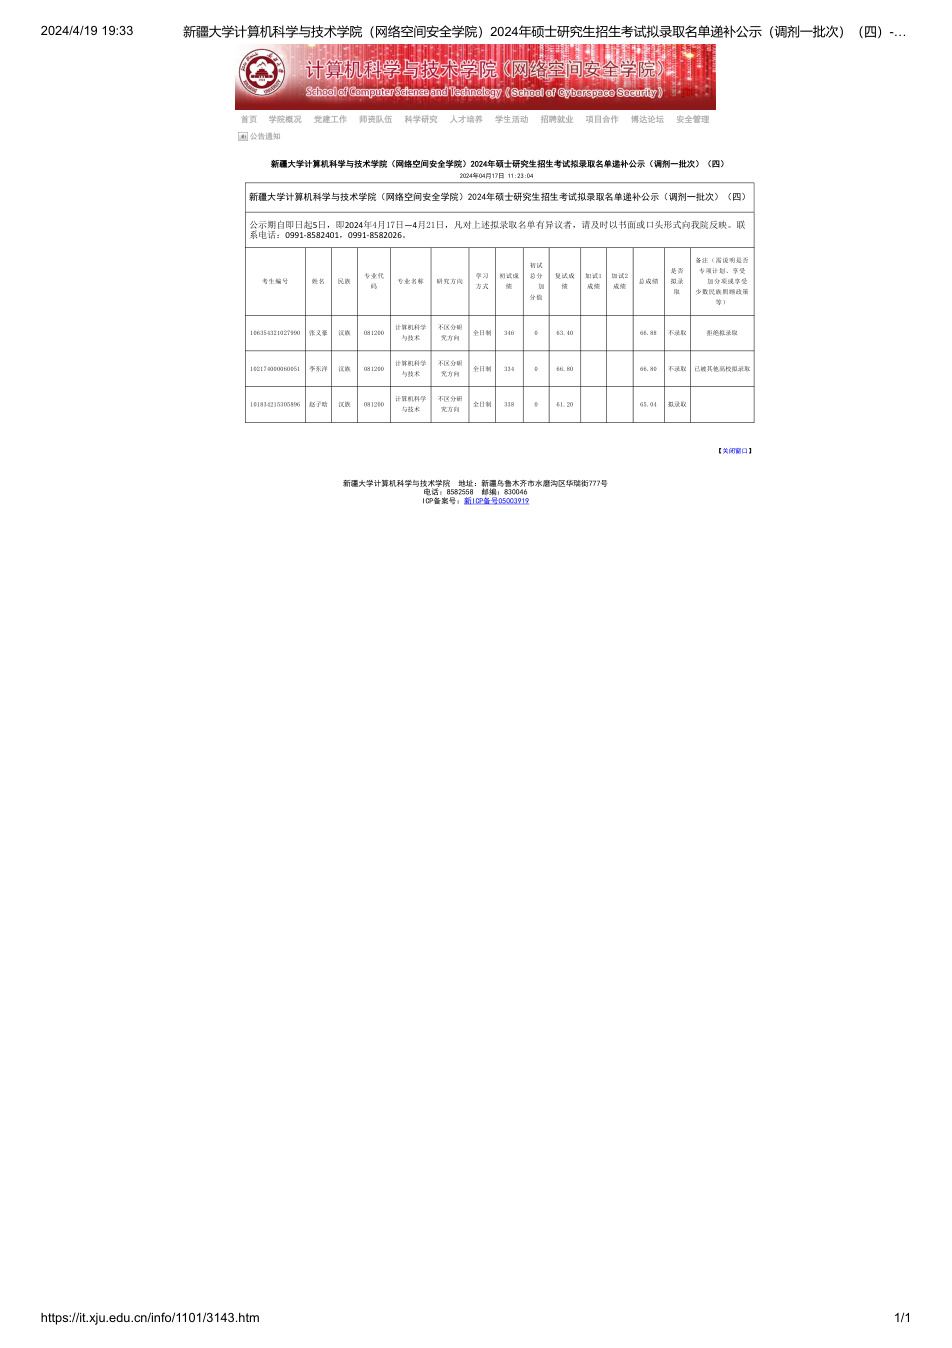 2024/4/19 19:33 新疆大学计算机科学与技术学院（网络空间安全学院）2024年硕士研究生招生考试拟录取名单递补公示（调剂一批次）（四）-…
计算机科学与技术学院（网络空间安全学院）
School of Computer Science and Technology ( School of Cyberspace Security )
首页 学院概况 党建工作 师资队伍 科学研究 人才培养 学生活动 招聘就业 项目合作 博达论坛 安全管理
公告通知
新疆大学计算机科学与技术学院（网络空间安全学院）2024年硕士研究生招生考试拟录取名单递补公示（调剂一批次）（四）
2024年04月17日 11:23:04
新疆大学计算机科学与技术学院（网络空间安全学院）2024年硕士研究生招生考试拟录取名单递补公示（调剂一批次）（四）
公示期自即日起5日，即2024年4月17日—4月21日，凡对上述拟录取名单有异议者，请及时以书面或口头形式向我院反映。联
系电话：0991-8582401，0991-8582026。
考生编号 姓名 民族 专业代码 专业名称 研究方向 学习方式 初试成绩 初试总分加分值 复试成绩 加试1成绩 加试2成绩 总成绩 是否拟录取 备注（需说明是否专项计划、享受加分项或享受少数民族照顾政策等）
106354321027990 张义豪 汉族 081200 计算机科学与技术 不区分研究方向 全日制 346 0 63.40 66.88 不录取 拒绝拟录取
102174000060051 李东洋 汉族 081200 计算机科学与技术 不区分研究方向 全日制 334 0 66.80 66.80 不录取 已被其他高校拟录取
101834215305896 赵子晗 汉族 081200 计算机科学与技术 不区分研究方向 全日制 338 0 61.20 65.04 拟录取
【关闭窗口】
新疆大学计算机科学与技术学院 地址：新疆乌鲁木齐市水磨沟区华瑞街777号
电话：8582558 邮编：830046
ICP备案号：新ICP备号05003919
https://it.xju.edu.cn/info/1101/3143.htm 1/1